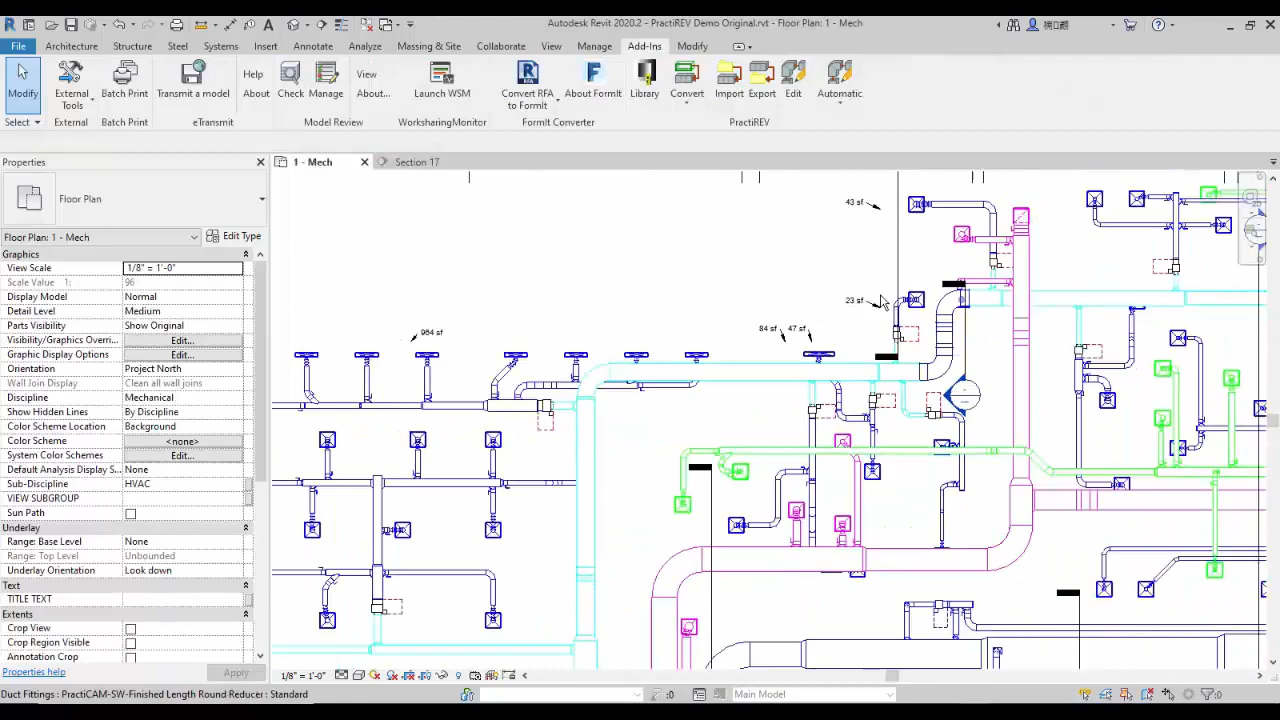 Autodesk Revit 2020.2 - PractiREV Demo Original.rvt - Floor Plan: 1 - Mech
File Architecture Structure Steel Systems Insert Annotate Analyze Massing & Site Collaborate View Manage Add-Ins Modify
Modify External Tools Batch Print Transmit a model Help About Check Manage View About... Launch WSM Convert RFA to FormIt About FormIt Library Convert Import Export Edit Automatic
Select External Batch Print eTransmit Model Review WorksharingMonitor FormIt Converter PractiREV
Properties
1 - Mech
Section 17
Floor Plan
Floor Plan: 1 - Mech
Edit Type
Graphics
View Scale 1/8" = 1'-0"
Scale Value 1: 96
Display Model Normal
Detail Level Medium
Parts Visibility Show Original
Visibility/Graphics Overri... Edit...
Graphic Display Options Edit...
Orientation Project North
Wall Join Display Clean all wall joins
Discipline Mechanical
Show Hidden Lines By Discipline
Color Scheme Location Background
Color Scheme <none>
System Color Schemes Edit...
Default Analysis Display S... None
Sub-Discipline HVAC
VIEW SUBGROUP
Sun Path
Underlay
Range: Base Level None
Range: Top Level Unbounded
Underlay Orientation Look down
Text
TITLE TEXT
Extents
Crop View
Crop Region Visible
Annotation Crop
Properties help
Apply
43 sf
23 sf
84 sf 47 sf
964 sf
1/8" = 1'-0"
Duct Fittings : PractiCAM-SW-Finished Length Round Reducer : Standard
:0
Main Model
:0